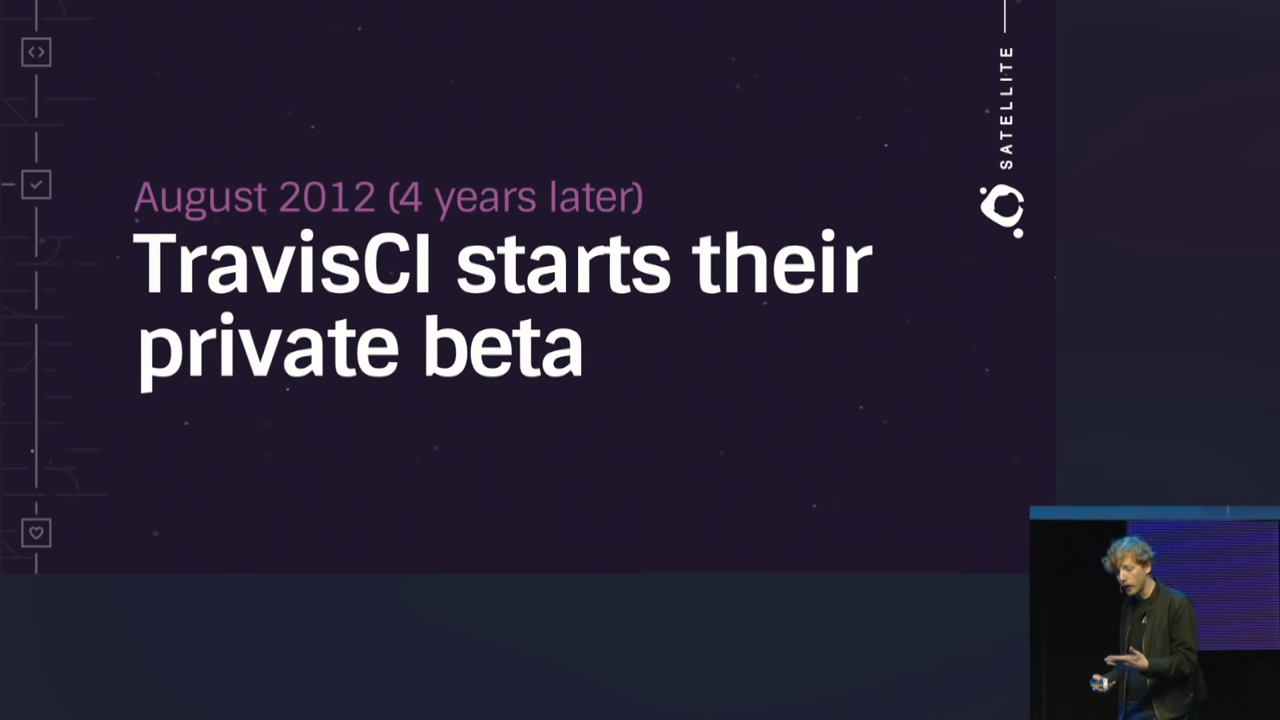 August 2012 (4 years later)
TravisCI starts their
private beta
SATELLITE